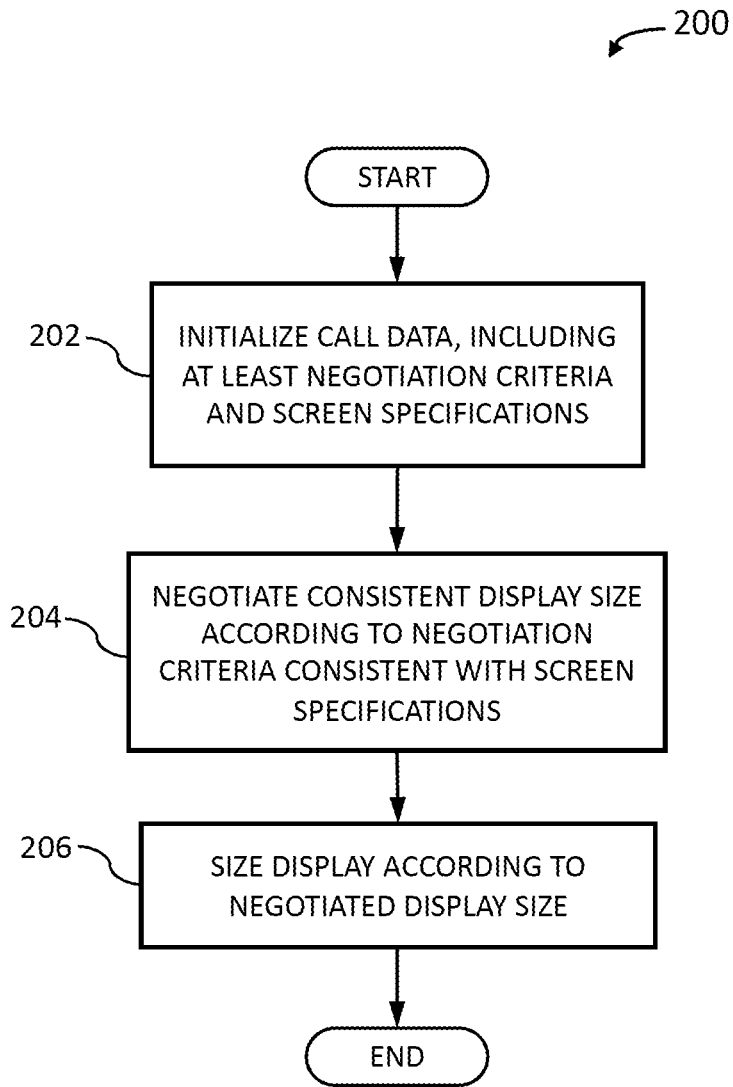 200
START
202
INITIALIZE CALL DATA, INCLUDING
AT LEAST NEGOTIATION CRITERIA
AND SCREEN SPECIFICATIONS
204
NEGOTIATE CONSISTENT DISPLAY SIZE
ACCORDING TO NEGOTIATION
CRITERIA CONSISTENT WITH SCREEN
SPECIFICATIONS
206
SIZE DISPLAY ACCORDING TO
NEGOTIATED DISPLAY SIZE
END